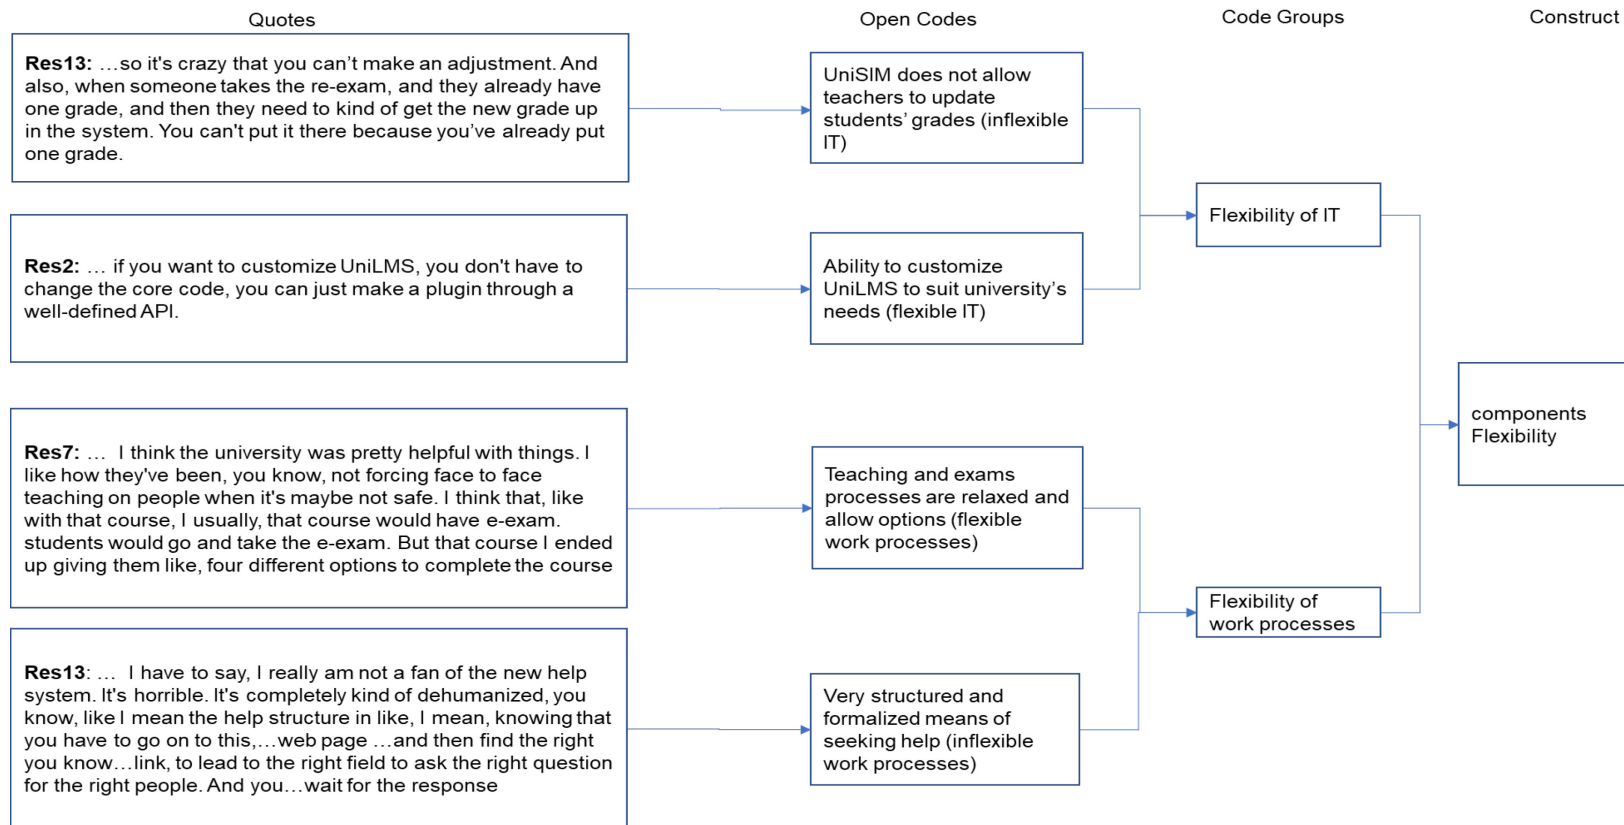 Quotes
Open Codes
Code Groups
Construct
Res13: …so it's crazy that you can’t make an adjustment. And
also, when someone takes the re-exam, and they already have
one grade, and then they need to kind of get the new grade up
in the system. You can't put it there because you’ve already put
one grade.
UniSIM does not allow
teachers to update
students’ grades (inflexible
IT)
Flexibility of IT
Res2: … if you want to customize UniLMS, you don't have to
change the core code, you can just make a plugin through a
well-defined API.
Ability to customize
UniLMS to suit university’s
needs (flexible IT)
components
Flexibility
Res7: … I think the university was pretty helpful with things. I
like how they've been, you know, not forcing face to face
teaching on people when it's maybe not safe. I think that, like
with that course, I usually, that course would have e-exam.
students would go and take the e-exam. But that course I ended
up giving them like, four different options to complete the course
Teaching and exams
processes are relaxed and
allow options (flexible
work processes)
Flexibility of
work processes
Res13: … I have to say, I really am not a fan of the new help
system. It's horrible. It's completely kind of dehumanized, you
know, like I mean the help structure in like, I mean, knowing that
you have to go on to this,…web page …and then find the right
you know…link, to lead to the right field to ask the right question
for the right people. And you…wait for the response
Very structured and
formalized means of
seeking help (inflexible
work processes)